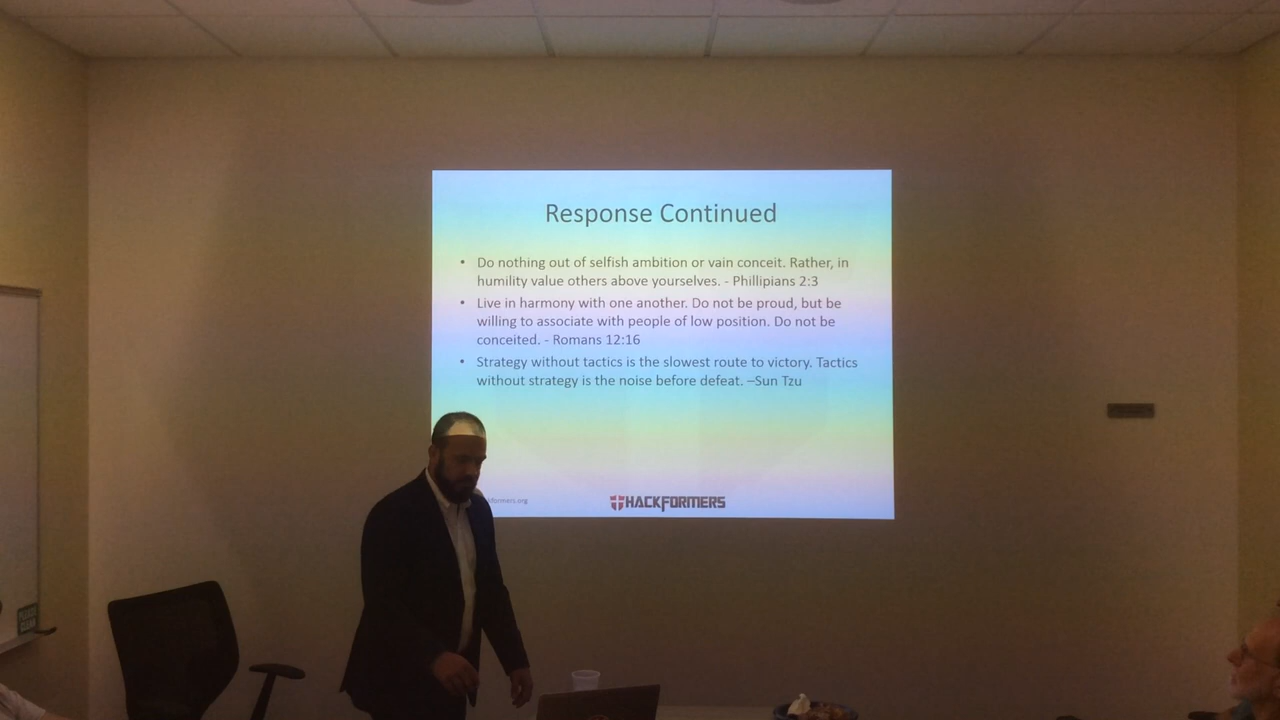 Response Continued
• Do nothing out of selfish ambition or vain conceit. Rather, in
humility value others above yourselves. - Phillipians 2:3
• Live in harmony with one another. Do not be proud, but be
willing to associate with people of low position. Do not be
conceited. - Romans 12:16
• Strategy without tactics is the slowest route to victory. Tactics
without strategy is the noise before defeat. –Sun Tzu
formers.org
HACKFORMERS